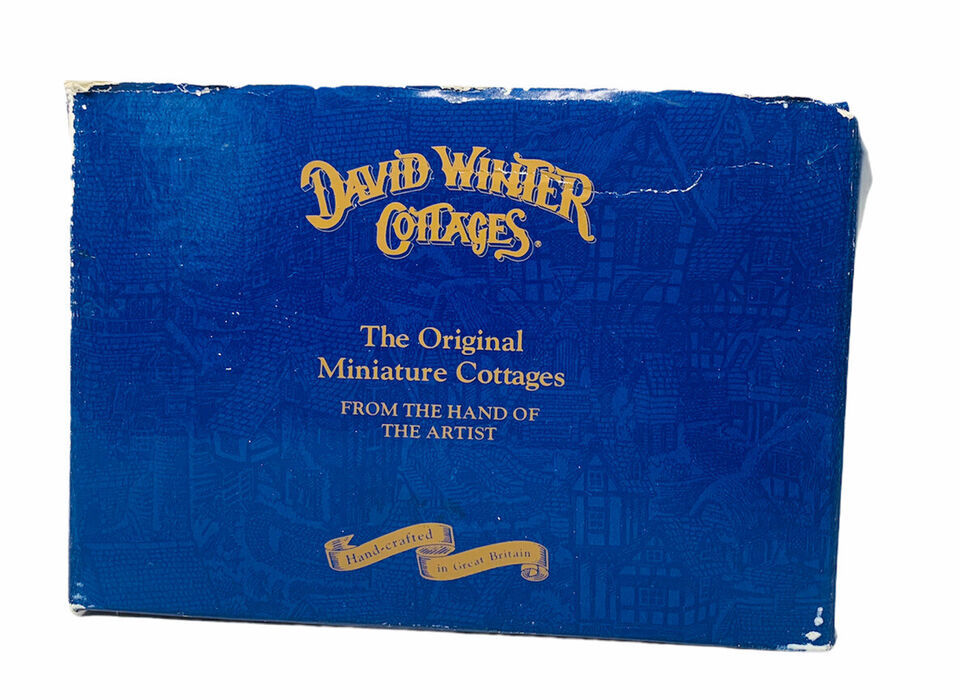 DAVID WINTER
COTTAGES®
The Original
Miniature Cottages
FROM THE HAND OF
THE ARTIST
Hand-crafted
in Great Britain